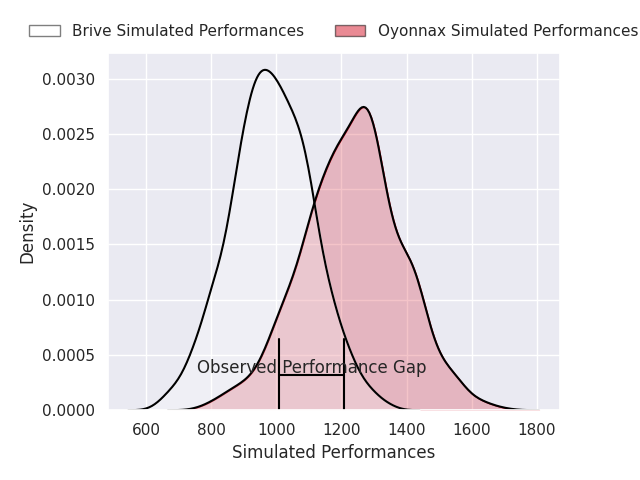 Brive Simulated Performances
Oyonnax Simulated Performances
0.0030
0.0025
0.0020
0.0015
0.0010
0.0005
0.0000
Density
Observed Performance Gap
600 800 1000 1200 1400 1600 1800
Simulated Performances